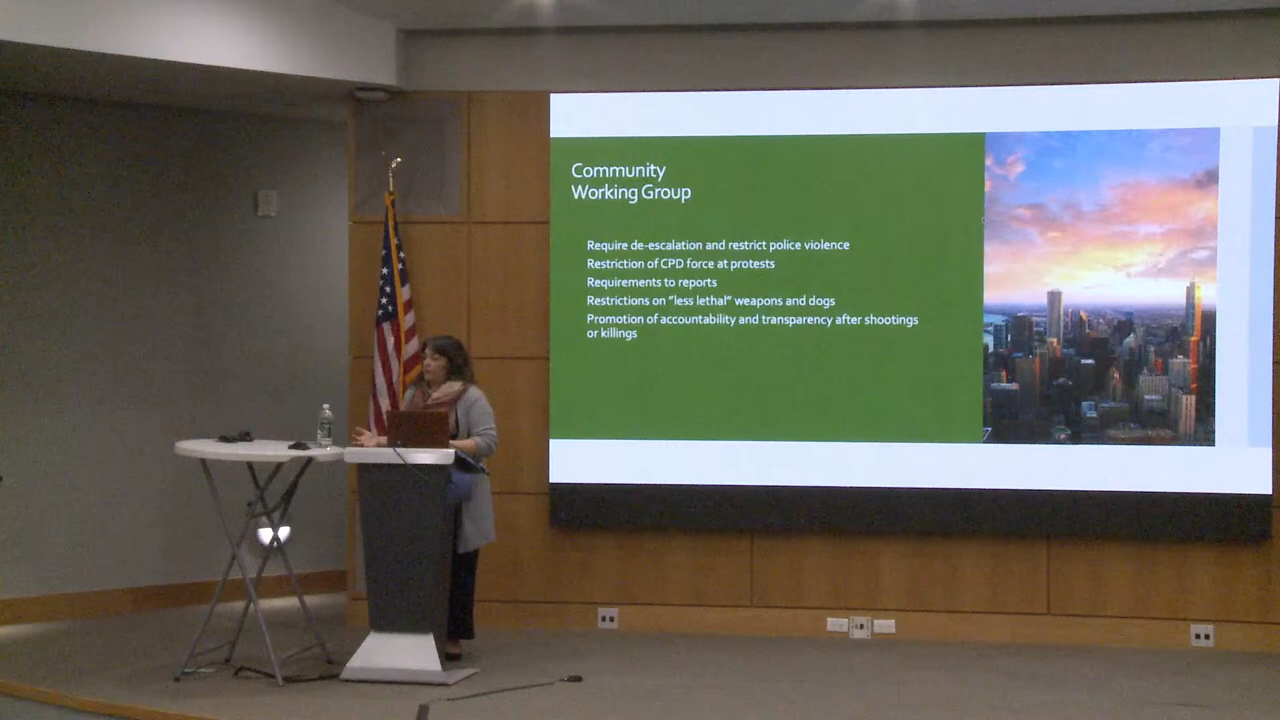 Community
Working Group
Require de-escalation and restrict police violence
Restriction of CPD force at protests
Requirements to reports
Restrictions on "less lethal" weapons and dogs
Promotion of accountability and transparency after shootings
or killings